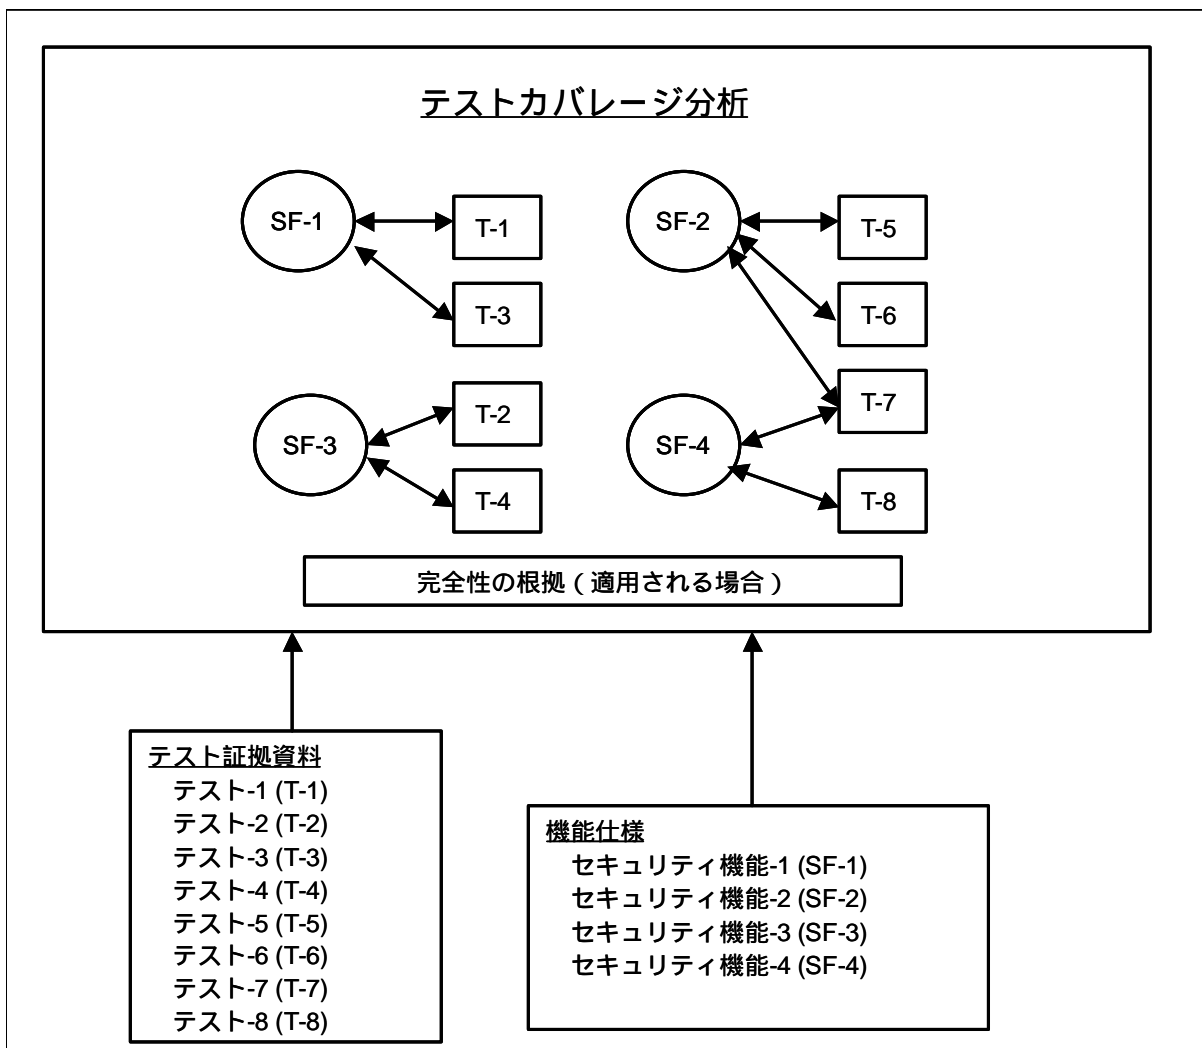 テストカバレージ分析
SF-1
T-1
T-3
SF-2
T-5
T-6
T-7
SF-3
T-2
T-4
SF-4
T-8
完全性の根拠（適用される場合）
テスト証拠資料
テスト-1 (T-1)
テスト-2 (T-2)
テスト-3 (T-3)
テスト-4 (T-4)
テスト-5 (T-5)
テスト-6 (T-6)
テスト-7 (T-7)
テスト-8 (T-8)
機能仕様
セキュリティ機能-1 (SF-1)
セキュリティ機能-2 (SF-2)
セキュリティ機能-3 (SF-3)
セキュリティ機能-4 (SF-4)